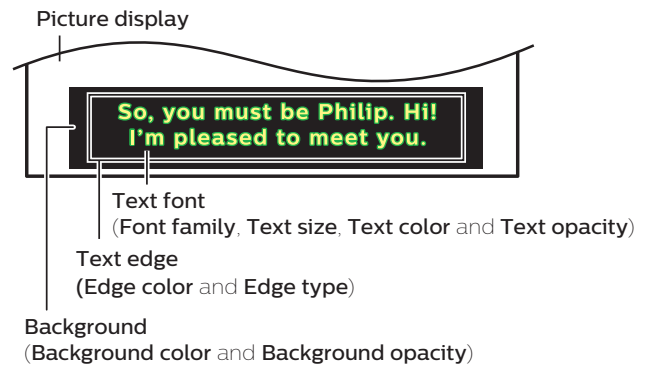 Picture display
So, you must be Philip. Hi!
I’m pleased to meet you.
Text font
(Font family, Text size, Text color and Text opacity)
Text edge
(Edge color and Edge type)
Background
(Background color and Background opacity)